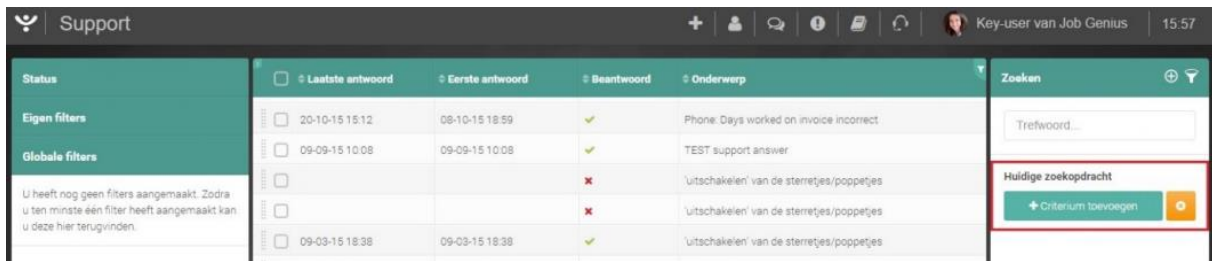 Support
Key-user van Job Genius
15:57
Status
Eigen filters
Globale filters
U heeft nog geen filters aangemaakt. Zodra
u ten minste één filter heeft aangemaakt kan
u deze hier terugvinden.
Laatste antwoord Eerste antwoord Beantwoord Onderwerp
20-10-15 15:12 08-10-15 18:59 Phone: Days worked on invoice incorrect
09-09-15 10:08 09-09-15 10:08 TEST support answer
'uitschakelen' van de sterretjes/poppetjes
'uitschakelen' van de sterretjes/poppetjes
09-03-15 18:38 09-03-15 18:38 'uitschakelen' van de sterretjes/poppetjes
Zoeken
Trefwoord...
Huidige zoekopdracht
+ Criterium toevoegen